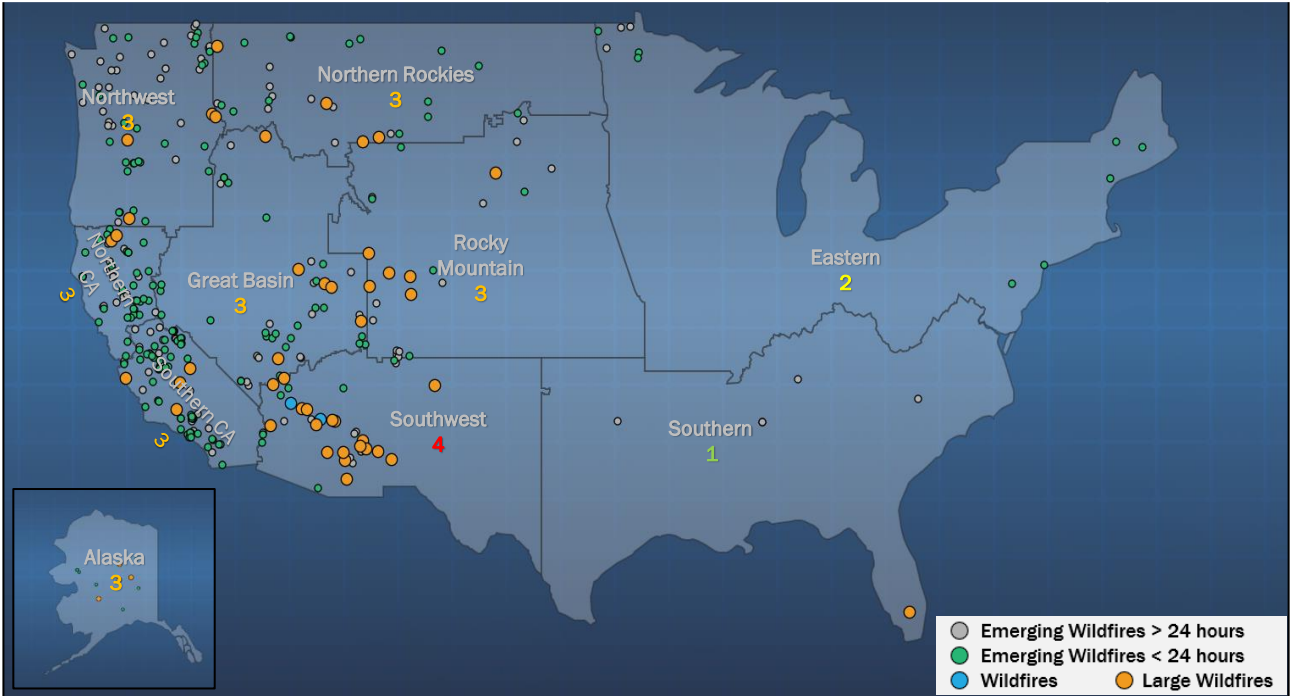 Northern Rockies
3
Northwest
3
Rocky
Mountain
3
Eastern
2
Northern
CA
3
Great Basin
3
Southern CA
3
Southwest
4
Southern
1
Alaska
3
Emerging Wildfires > 24 hours
Emerging Wildfires < 24 hours
Wildfires
Large Wildfires